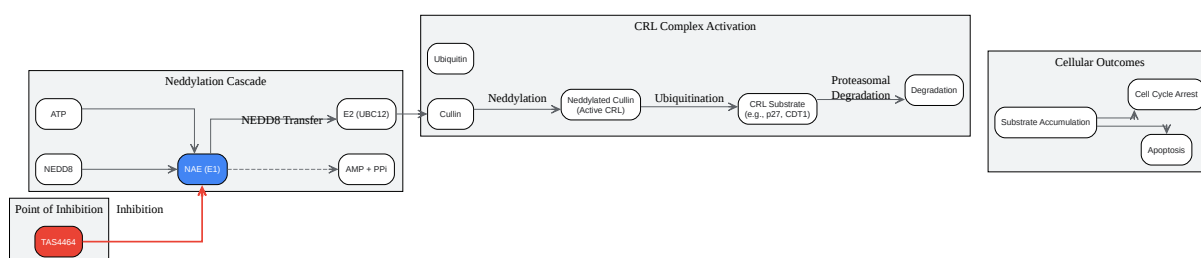 Neddylation Cascade
ATP
NEDD8
NAE (E1)
NEDD8 Transfer
E2 (UBC12)
AMP + PPi
Point of Inhibition
TAS4464
Inhibition
CRL Complex Activation
Ubiquitin
Cullin
Neddylation
Neddylated Cullin
(Active CRL)
Ubiquitination
CRL Substrate
(e.g., p27, CDT1)
Proteasomal
Degradation
Degradation
Cellular Outcomes
Substrate Accumulation
Cell Cycle Arrest
Apoptosis